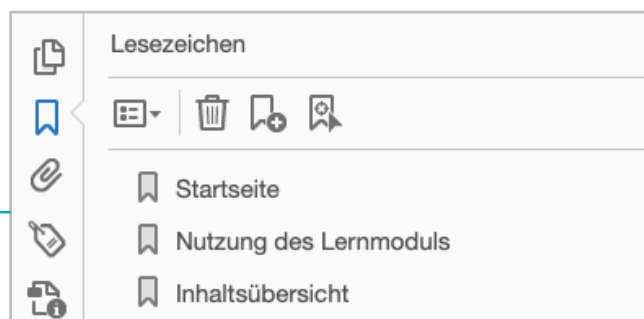 Lesezeichen
Startseite
Nutzung des Lernmoduls
Inhaltsübersicht